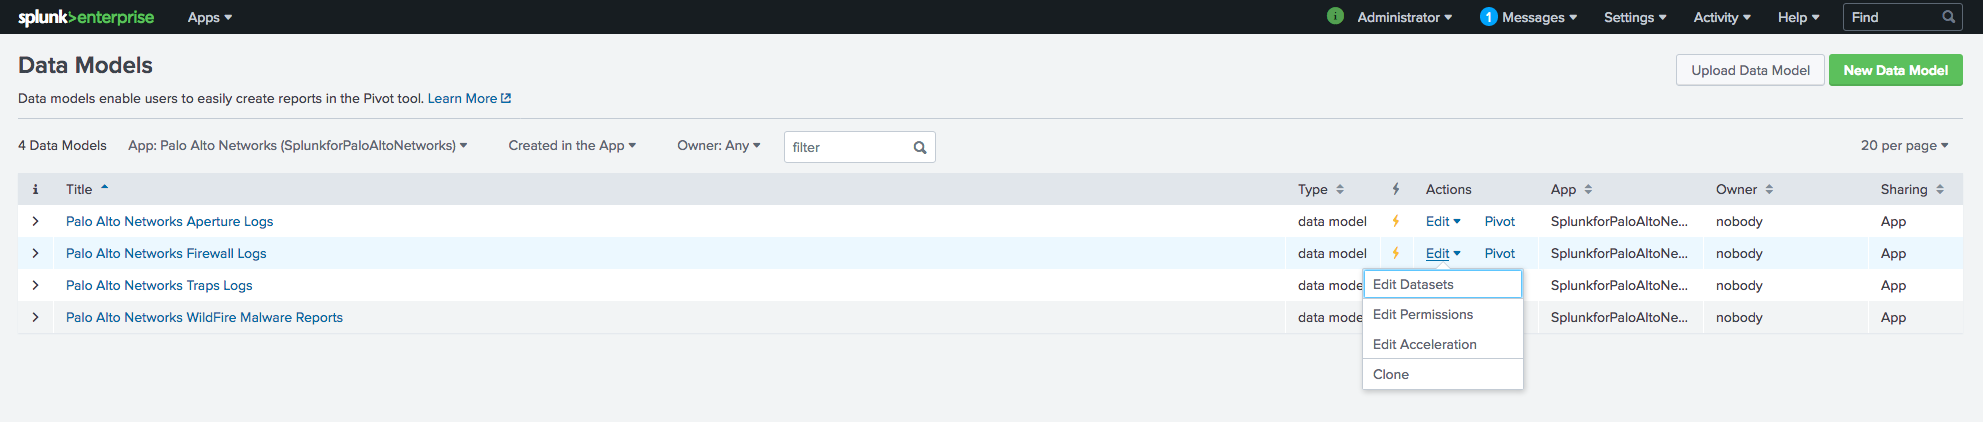 splunk>enterprise Apps Administrator 1 Messages Settings Activity Help Find
Data Models
Upload Data Model New Data Model
Data models enable users to easily create reports in the Pivot tool. Learn More
4 Data Models App: Palo Alto Networks (SplunkforPaloAltoNetworks) Created in the App Owner: Any filter 20 per page
i Title Type Actions App Owner Sharing
Palo Alto Networks Aperture Logs data model Edit Pivot SplunkforPaloAltoNe... nobody App
Palo Alto Networks Firewall Logs data model Edit Pivot SplunkforPaloAltoNe... nobody App
Palo Alto Networks Traps Logs data mode Edit Datasets SplunkforPaloAltoNe... nobody App
Palo Alto Networks WildFire Malware Reports data mode Edit Permissions SplunkforPaloAltoNe... nobody App
Edit Acceleration
Clone